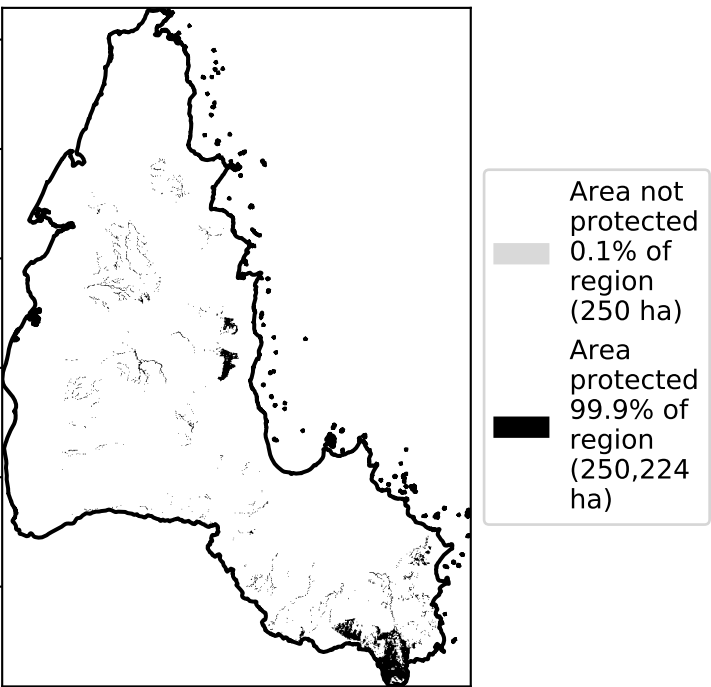 Area not
protected
0.1% of
region
(250 ha)
Area
protected
99.9% of
region
(250,224
ha)